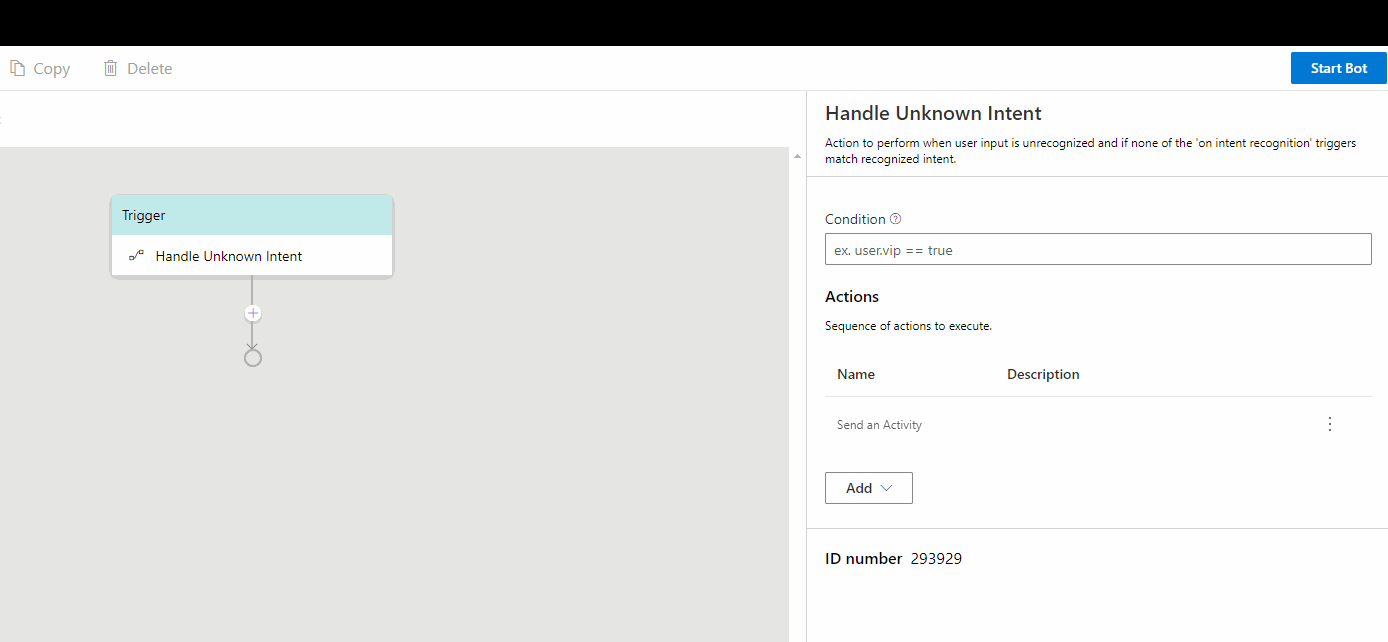 Copy
Delete
Start Bot
Handle Unknown Intent
Action to perform when user input is unrecognized and if none of the 'on intent recognition' triggers
match recognized intent.
Trigger
Handle Unknown Intent
Condition
ex. user.vip == true
Actions
Sequence of actions to execute.
Name Description
Send an Activity
Add
ID number 293929